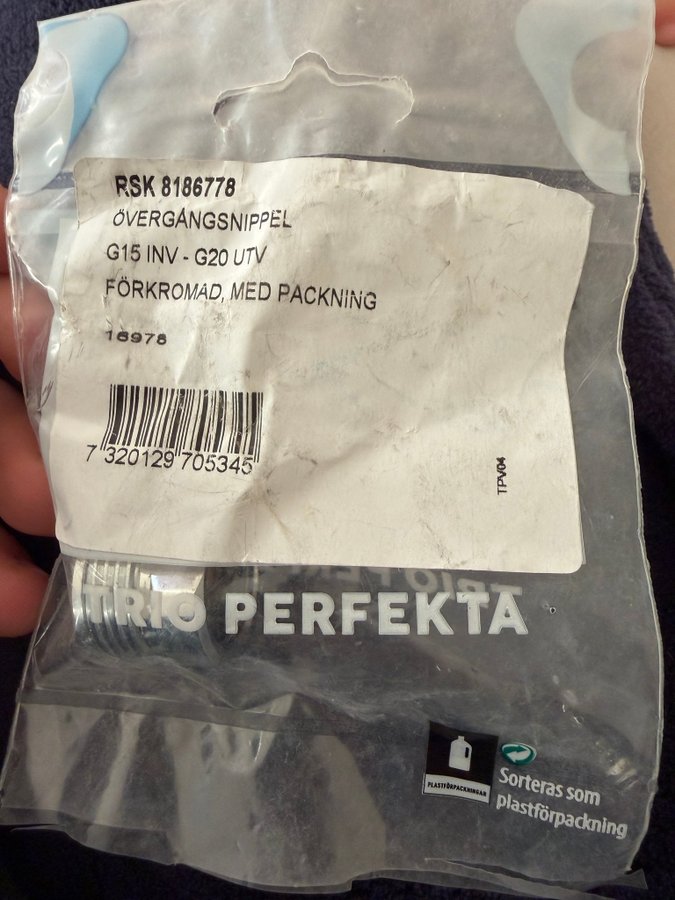 RSK 8186778
ÖVERGÅNGSNIPPEL
G15 INV - G20 UTV
FÖRKROMAD, MED PACKNING
16978
7 320129 705345
TPV04
TRIO PERFEKTA
PLASTFÖRPACKNINGAR
Sorteras som
plastförpackning